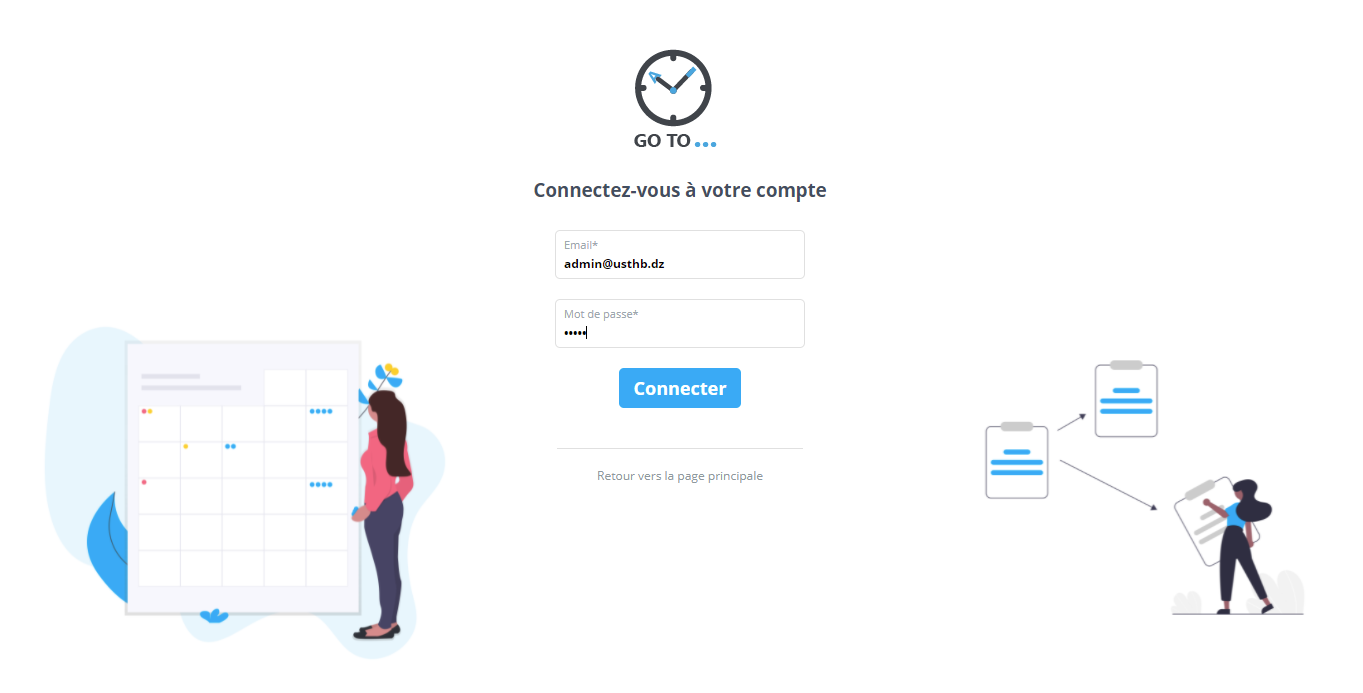 GO TO ...
Connectez-vous à votre compte
Email*
admin@usthb.dz
Mot de passe*
•••••
Connecter
Retour vers la page principale